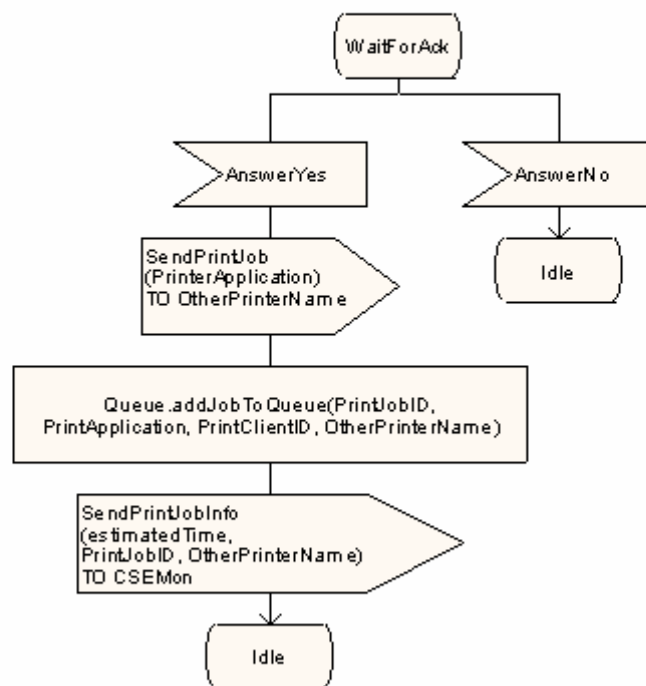 WaitForAck
AnswerYes
AnswerNo
SendPrintJob
(PrinterApplication)
TO OtherPrinterName
Idle
Queue.addJobToQueue(PrintJobID,
PrintApplication, PrintClientID, OtherPrinterName)
SendPrintJobInfo
(estimatedTime,
PrintJobID, OtherPrinterName)
TO CSEMon
Idle